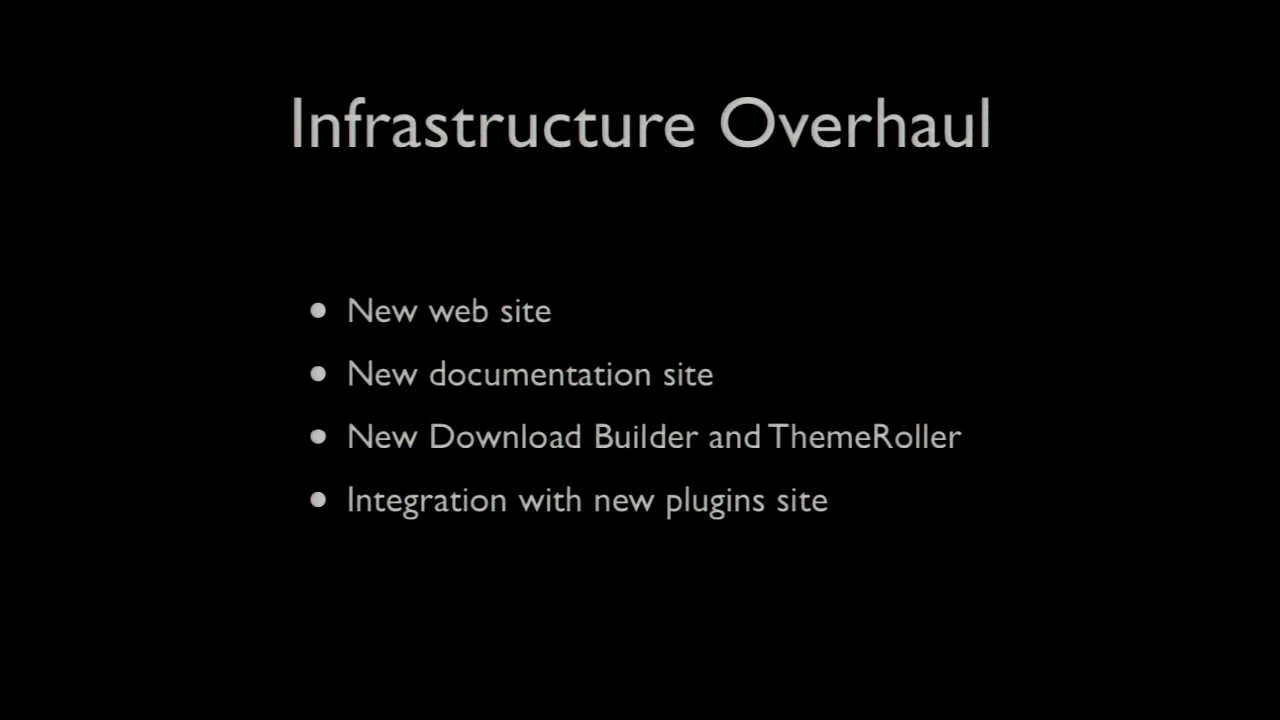 Infrastructure Overhaul
• New web site
• New documentation site
• New Download Builder and ThemeRoller
• Integration with new plugins site